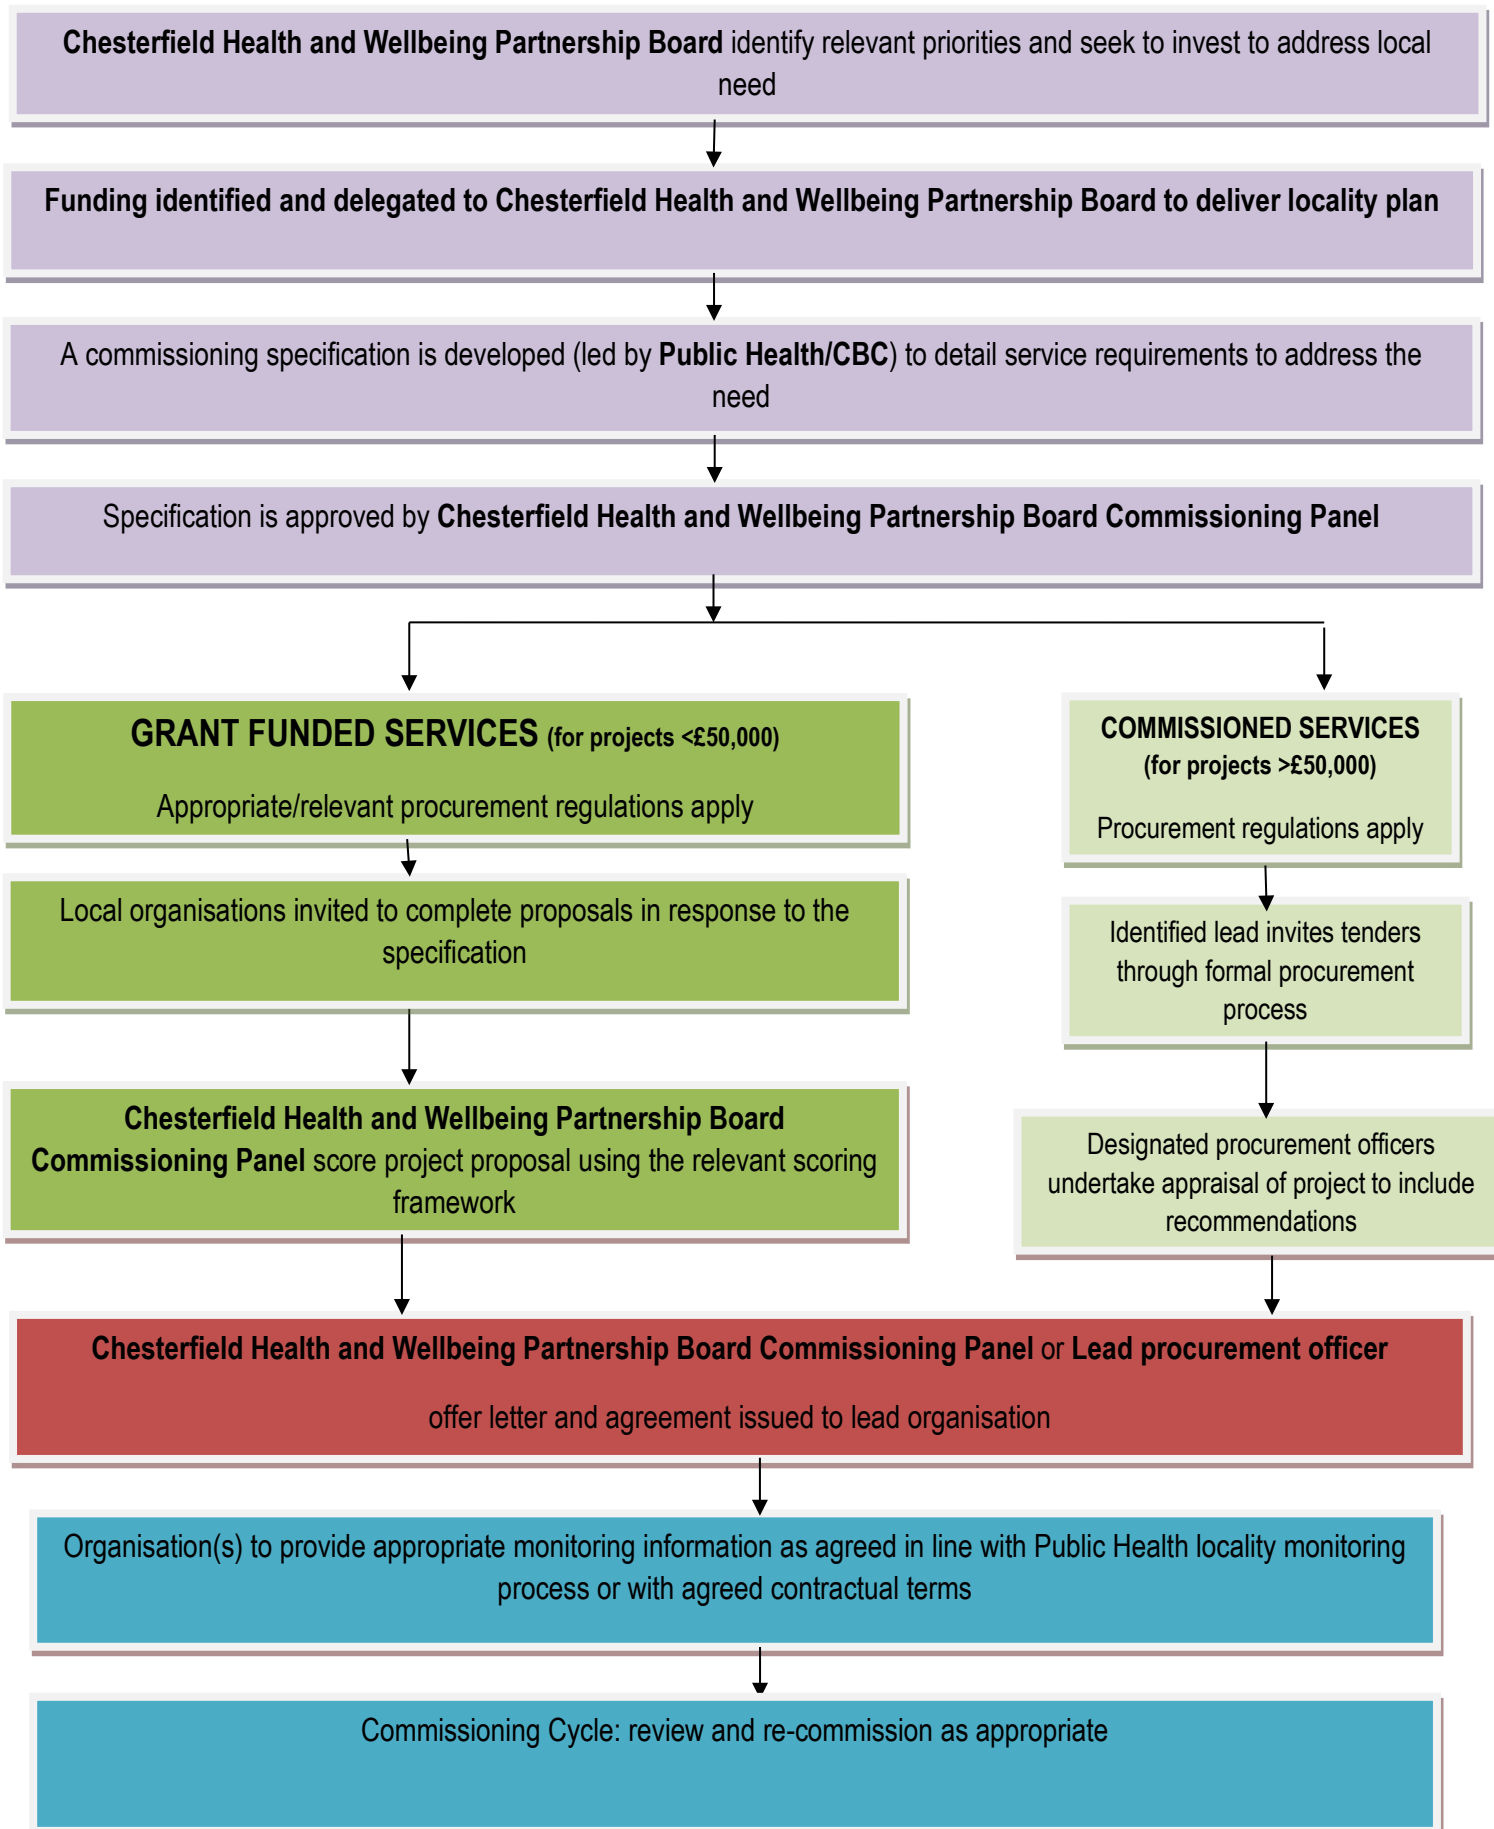 Chesterfield Health and Wellbeing Partnership Board identify relevant priorities and seek to invest to address local
need
Funding identified and delegated to Chesterfield Health and Wellbeing Partnership Board to deliver locality plan
A commissioning specification is developed (led by Public Health/CBC) to detail service requirements to address the
need
Specification is approved by Chesterfield Health and Wellbeing Partnership Board Commissioning Panel
GRANT FUNDED SERVICES (for projects <£50,000)
Appropriate/relevant procurement regulations apply
Local organisations invited to complete proposals in response to the
specification
Chesterfield Health and Wellbeing Partnership Board
Commissioning Panel score project proposal using the relevant scoring
framework
COMMISSIONED SERVICES
(for projects >£50,000)
Procurement regulations apply
Identified lead invites tenders
through formal procurement
process
Designated procurement officers
undertake appraisal of project to include
recommendations
Chesterfield Health and Wellbeing Partnership Board Commissioning Panel or Lead procurement officer
offer letter and agreement issued to lead organisation
Organisation(s) to provide appropriate monitoring information as agreed in line with Public Health locality monitoring
process or with agreed contractual terms
Commissioning Cycle: review and re-commission as appropriate